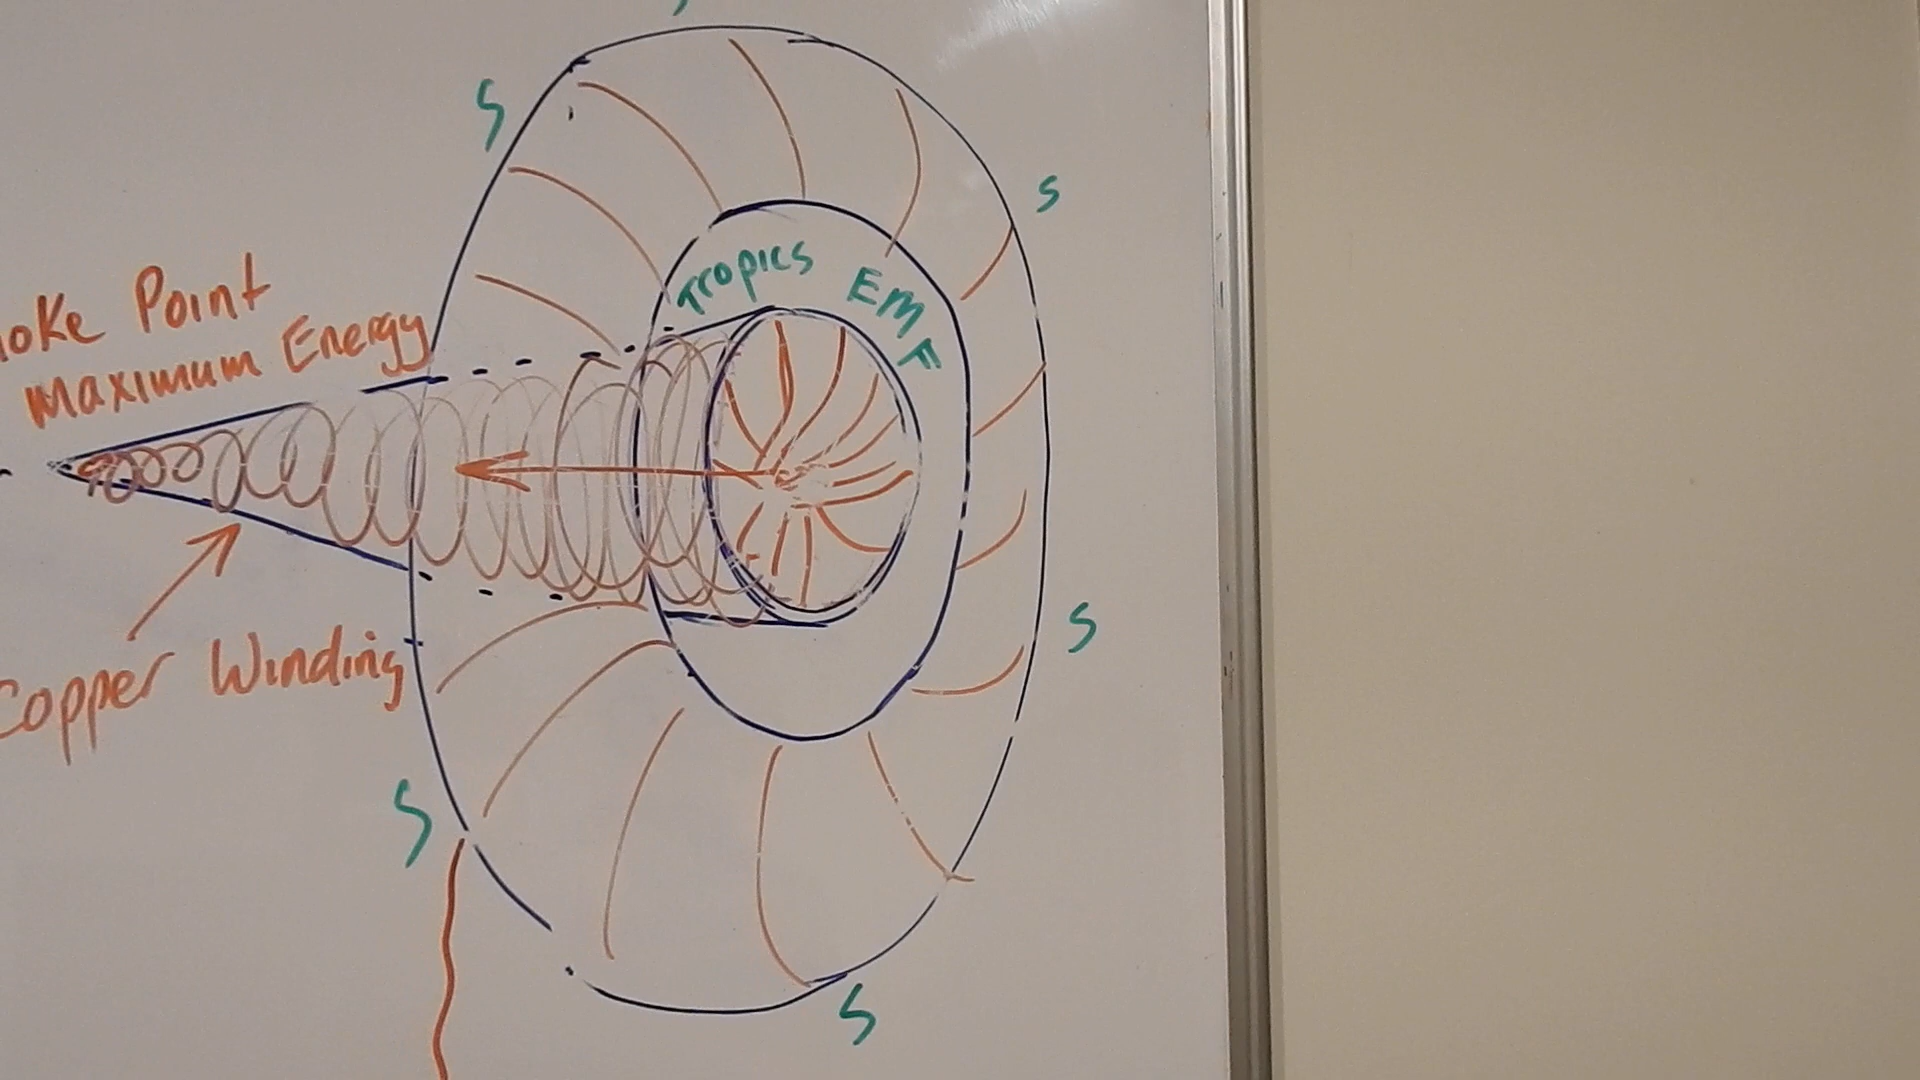 S
S
Tropics EMF
oke Point
Maximum Energy
Copper Winding
S
S
S